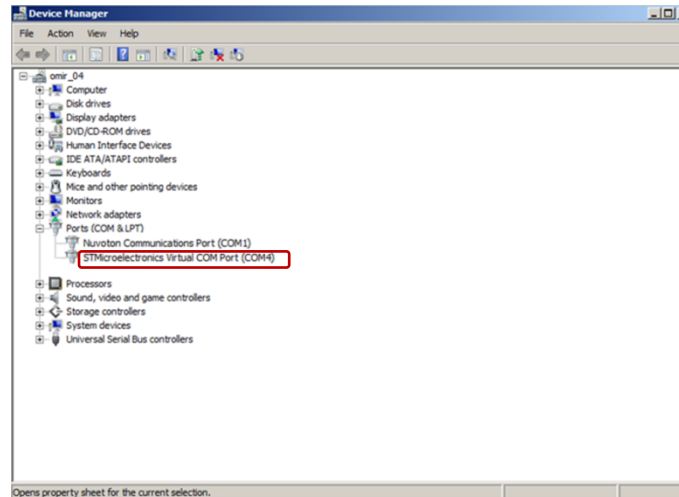 Device Manager
File Action View Help
omir_04
Computer
Disk drives
Display adapters
DVD/CD-ROM drives
Human Interface Devices
IDE ATA/ATAPI controllers
Keyboards
Mice and other pointing devices
Monitors
Network adapters
Ports (COM & LPT)
Nuvoton Communications Port (COM1)
STMicroelectronics Virtual COM Port (COM4)
Processors
Sound, video and game controllers
Storage controllers
System devices
Universal Serial Bus controllers
Opens property sheet for the current selection.